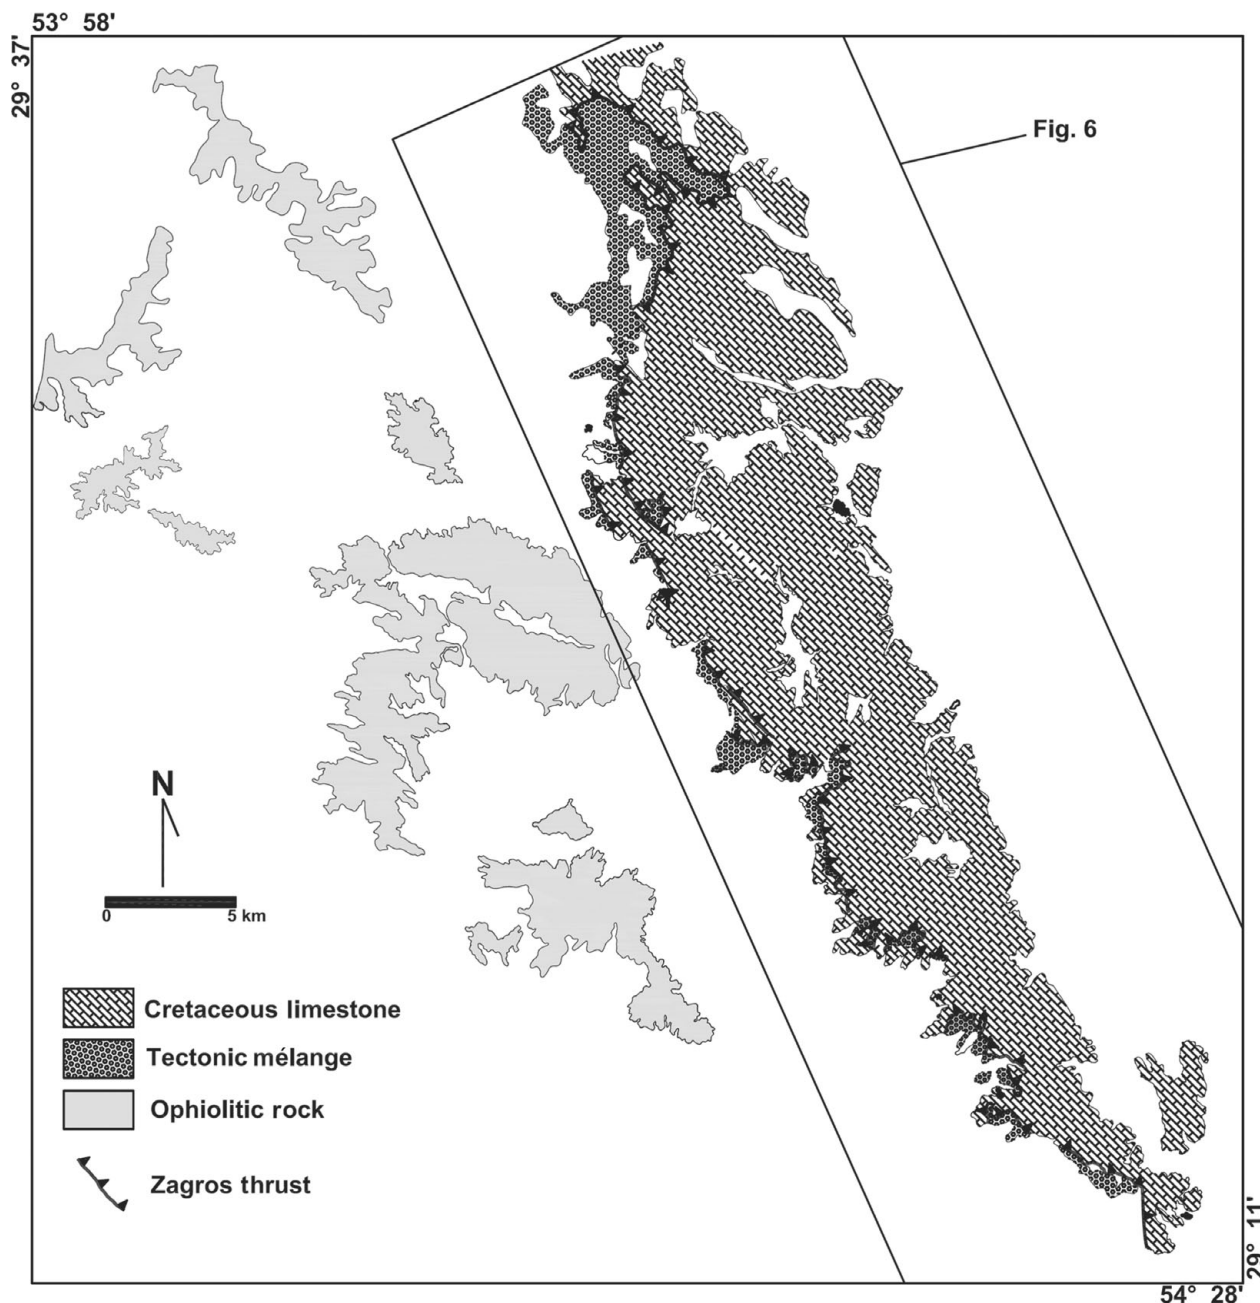 53° 58'
29° 37'
Fig. 6
N
0 5 km
Cretaceous limestone
Tectonic mélange
Ophiolitic rock
Zagros thrust
29° 11'
54° 28'